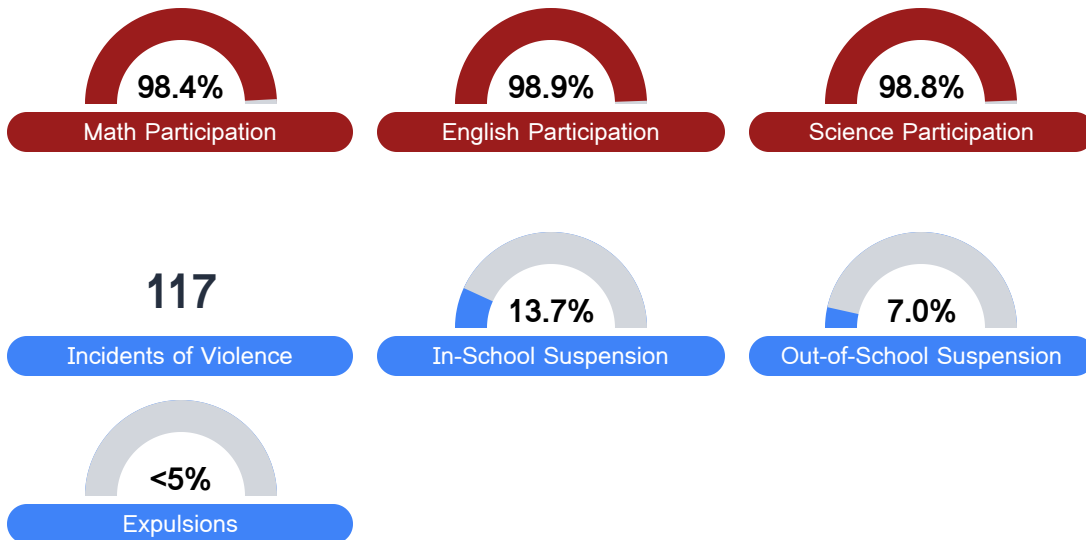 98.4%
98.9%
98.8%
Math Participation
English Participation
Science Participation
117
13.7%
7.0%
Incidents of Violence
In-School Suspension
Out-of-School Suspension
<5%
Expulsions